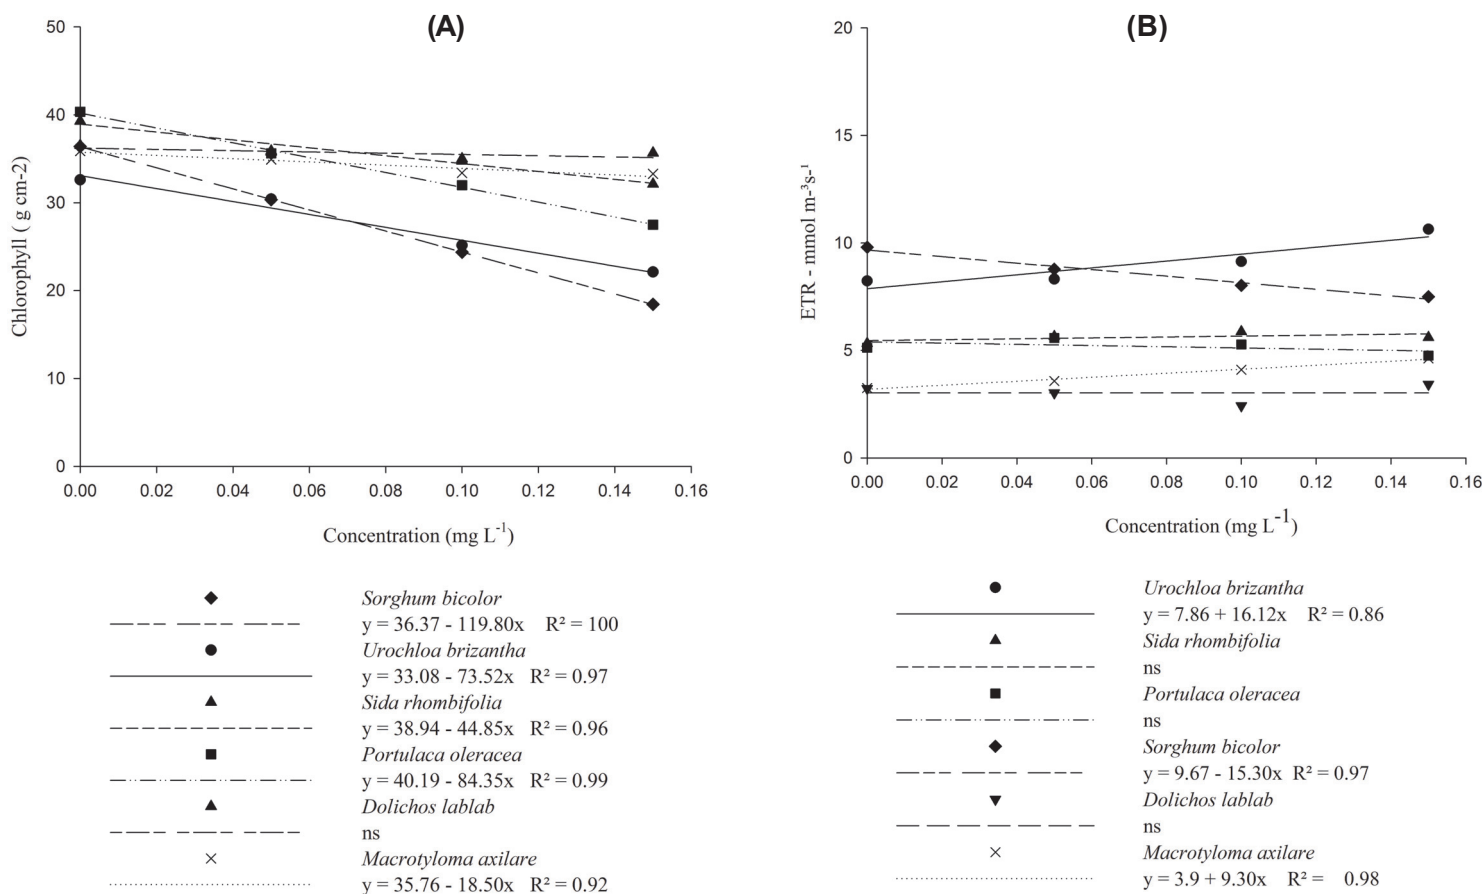 (A)
50
40
30
20
10
0
Chlorophyll ( g cm-2)
0.00 0.02 0.04 0.06 0.08 0.10 0.12 0.14 0.16
Concentration (mg L-1)
Sorghum bicolor
y = 36.37 - 119.80x R² = 100
Urochloa brizantha
y = 33.08 - 73.52x R² = 0.97
Sida rhombifolia
y = 38.94 - 44.85x R² = 0.96
Portulaca oleracea
y = 40.19 - 84.35x R² = 0.99
Dolichos lablab
ns
Macrotyloma axilare
y = 35.76 - 18.50x R² = 0.92
(B)
20
15
10
5
0
ETR - mmol m-³s-¹
0.00 0.02 0.04 0.06 0.08 0.10 0.12 0.14 0.16
Concentration (mg L-1)
Urochloa brizantha
y = 7.86 + 16.12x R² = 0.86
Sida rhombifolia
ns
Portulaca oleracea
ns
Sorghum bicolor
y = 9.67 - 15.30x R² = 0.97
Dolichos lablab
ns
Macrotyloma axilare
y = 3.9 + 9.30x R² = 0.98